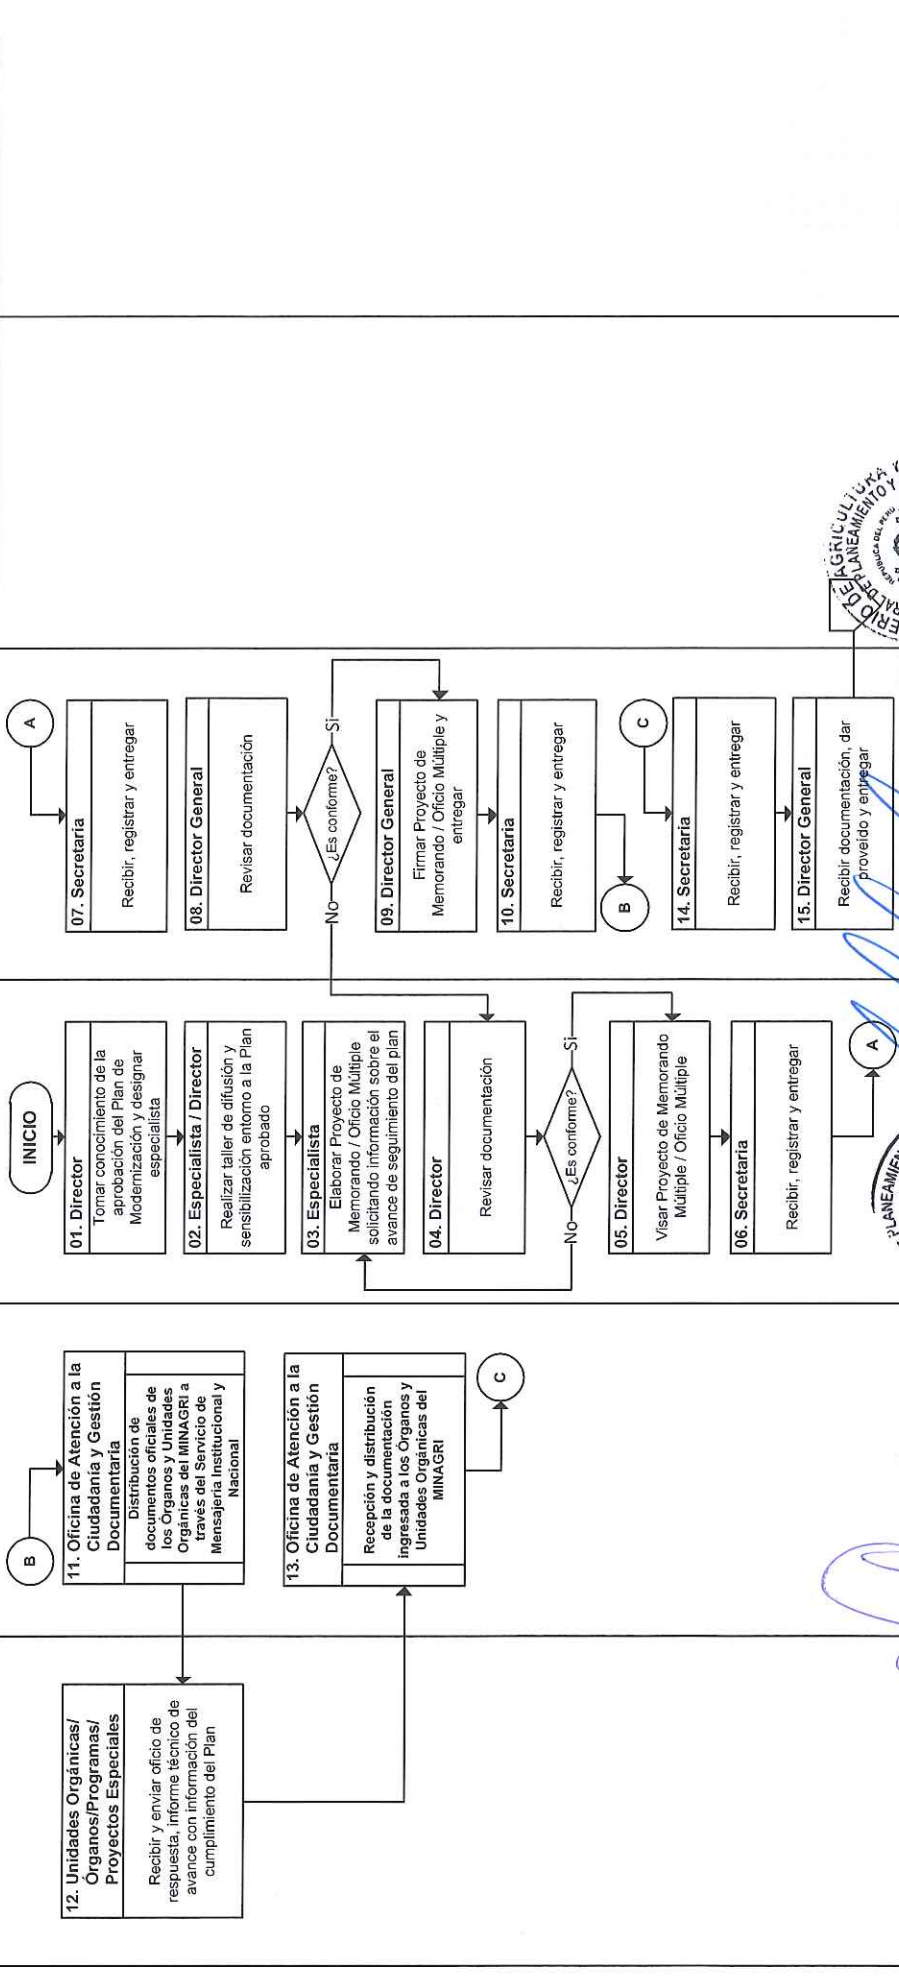 B
11. Oficina de Atención a la
Ciudadanía y Gestión
Documentaria
Distribución de
documentos oficiales de
los Órganos y Unidades
Orgánicas del MINAGRI a
través del Servicio de
Mensajería Institucional y
Nacional
12. Unidades Orgánicas/
Órganos/Programas/
Proyectos Especiales
Recibir y enviar oficio de
respuesta, informe técnico de
avance con información del
cumplimiento del Plan
13. Oficina de Atención a la
Ciudadanía y Gestión
Documentaria
Recepción y distribución
de la documentación
ingresada a los Órganos y
Unidades Orgánicas del
MINAGRI
C
INICIO
01. Director
Tomar conocimiento de la
aprobación del Plan de
Modernización y designar
especialista
02. Especialista / Director
Realizar taller de difusión y
sensibilización entorno a la Plan
aprobado
03. Especialista
Elaborar Proyecto de
Memorando / Oficio Múltiple
solicitando información sobre el
avance de seguimiento del plan
04. Director
Revisar documentación
No
¿Es conforme?
Si
05. Director
Visar Proyecto de Memorando
Múltiple / Oficio Múltiple
06. Secretaria
Recibir, registrar y entregar
A
A
07. Secretaria
Recibir, registrar y entregar
08. Director General
Revisar documentación
No
¿Es conforme?
Si
09. Director General
Firmar Proyecto de
Memorando / Oficio Múltiple y
entregar
10. Secretaria
Recibir, registrar y entregar
B
C
14. Secretaria
Recibir, registrar y entregar
15. Director General
Recibir documentación, dar
proveído y entregar
DE AGRICULTURA
DE PLANEAMIENTO Y
REPUBLICA DEL PERU